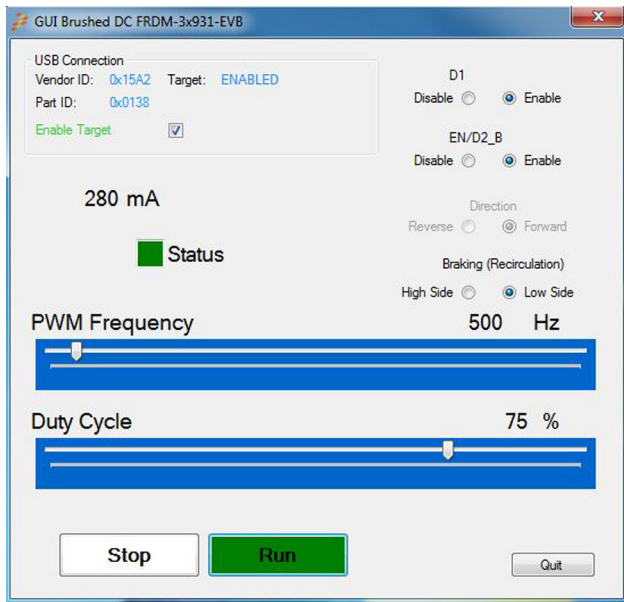 GUI Brushed DC FRDM-3x931-EVB
USB Connection
Vendor ID: 0x15A2 Target: ENABLED
Part ID: 0x0138
Enable Target
D1
Disable Enable
EN/D2_B
Disable Enable
280 mA
Direction
Reverse Forward
Status
Braking (Recirculation)
High Side Low Side
PWM Frequency 500 Hz
Duty Cycle 75 %
Stop Run
Quit